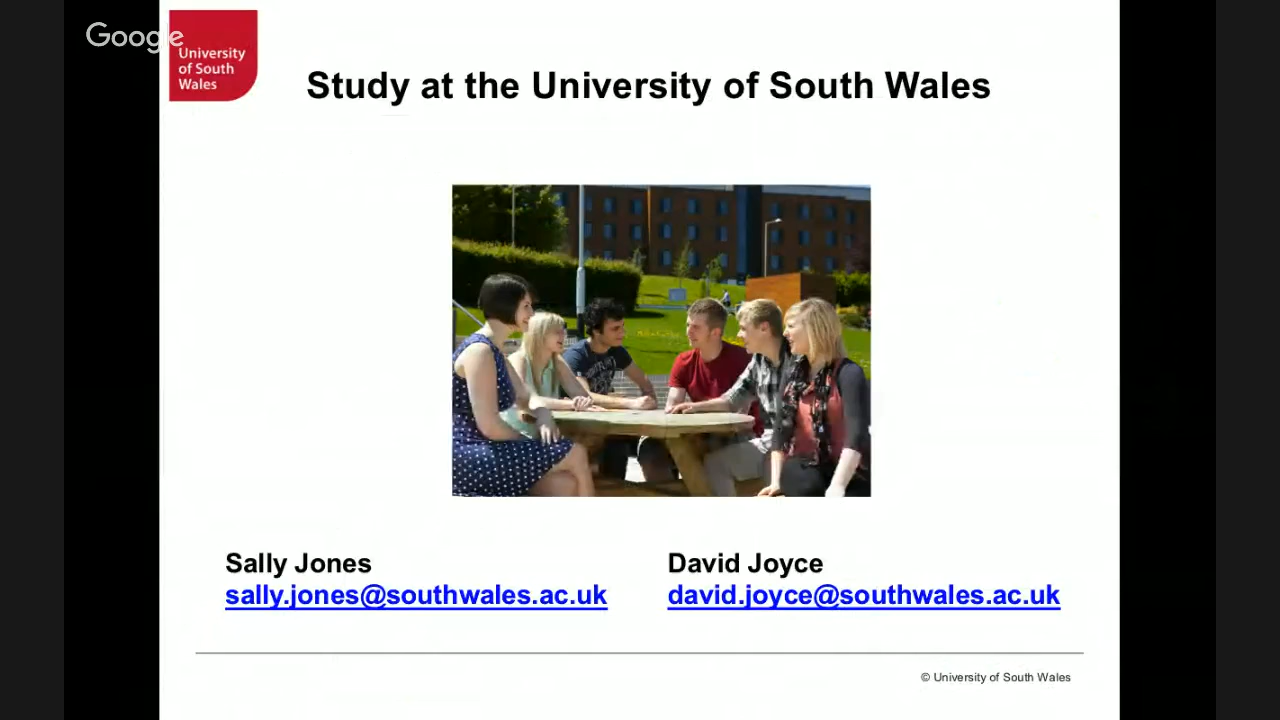 Google
University
of South
Wales
Study at the University of South Wales
Sally Jones
sally.jones@southwales.ac.uk
David Joyce
david.joyce@southwales.ac.uk
© University of South Wales